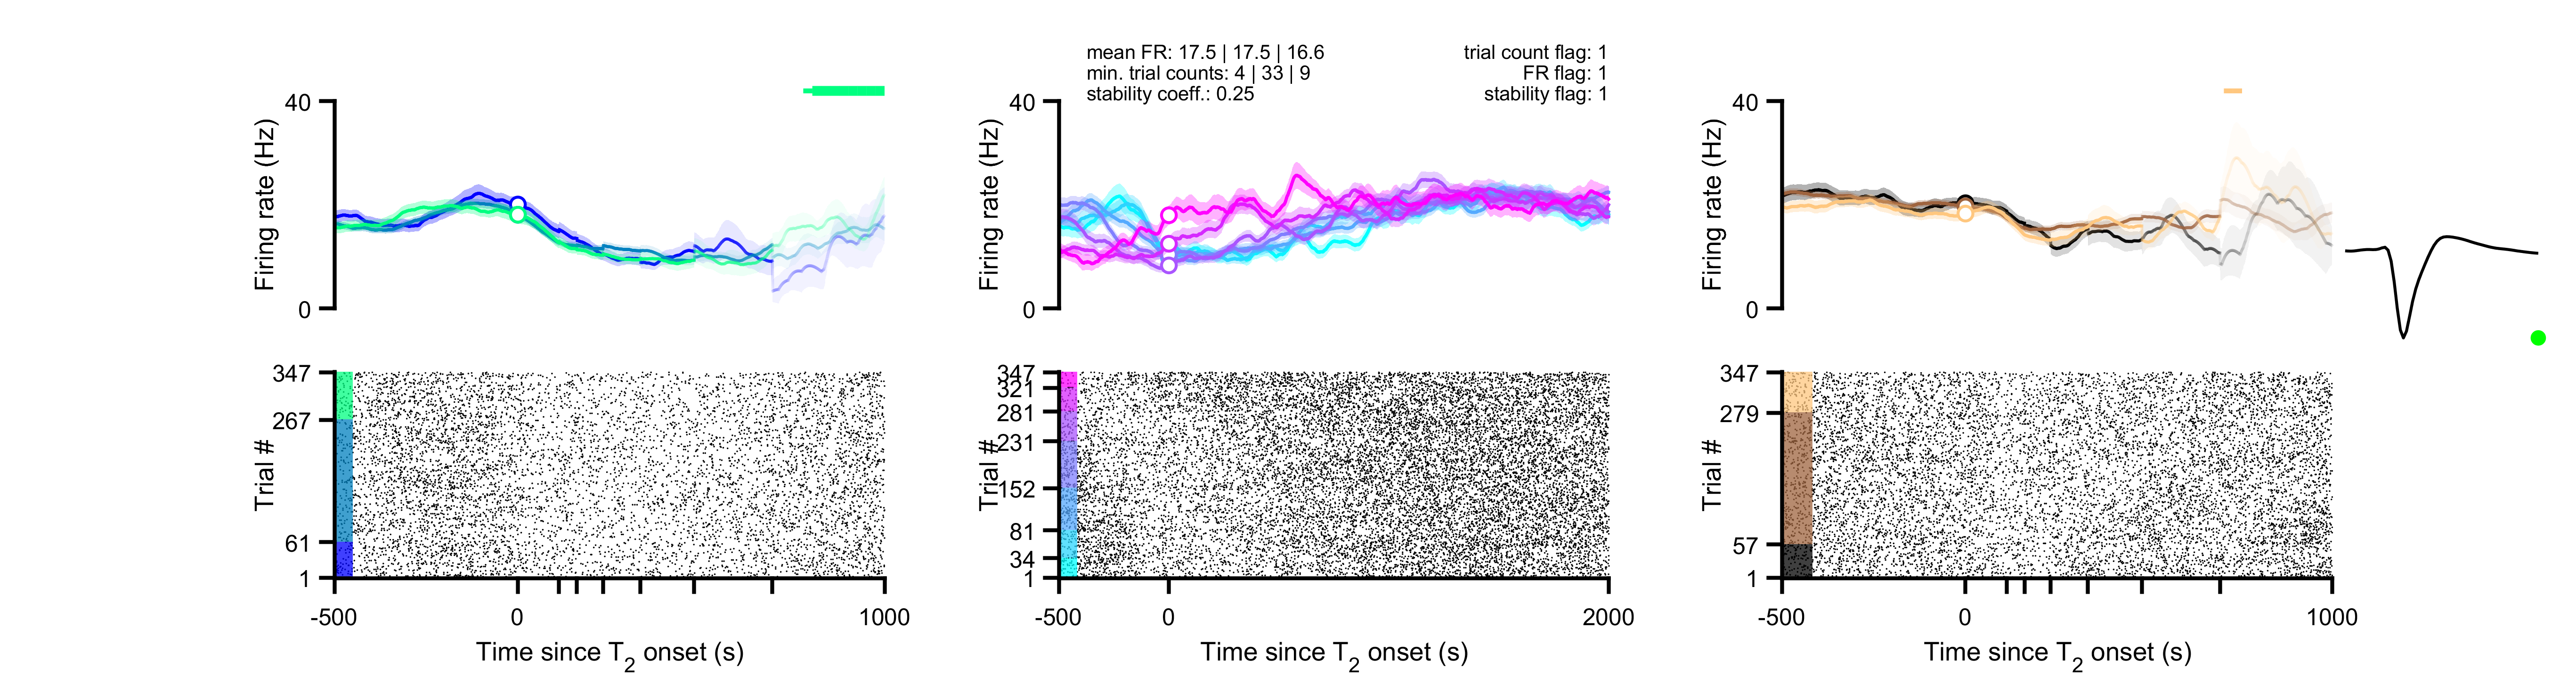 mean FR: 17.5 | 17.5 | 16.6
min. trial counts: 4 | 33 | 9
stability coeff.: 0.25
trial count flag: 1
FR flag: 1
stability flag: 1
40
0
Firing rate (Hz)
347
267
61
1
Trial #
-500
0
1000
Time since T2 onset (s)
40
0
Firing rate (Hz)
347
321
281
231
152
81
34
1
Trial #
-500
0
2000
Time since T2 onset (s)
40
0
Firing rate (Hz)
347
279
57
1
Trial #
-500
0
1000
Time since T2 onset (s)